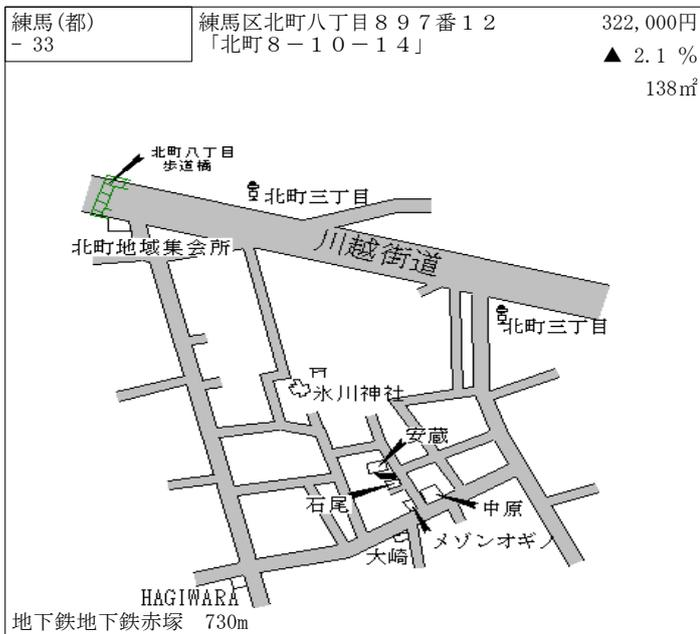 練馬(都)
- 33
練馬区北町八丁目８９７番１２
「北町８－１０－１４」
322,000円
▲ 2.1 %
138㎡
北町八丁目
歩道橋
北町三丁目
川越街道
北町地域集会所
北町三丁目
氷川神社
安蔵
石尾
中原
メゾンオギノ
大崎
HAGIWARA
地下鉄地下鉄赤塚 730m